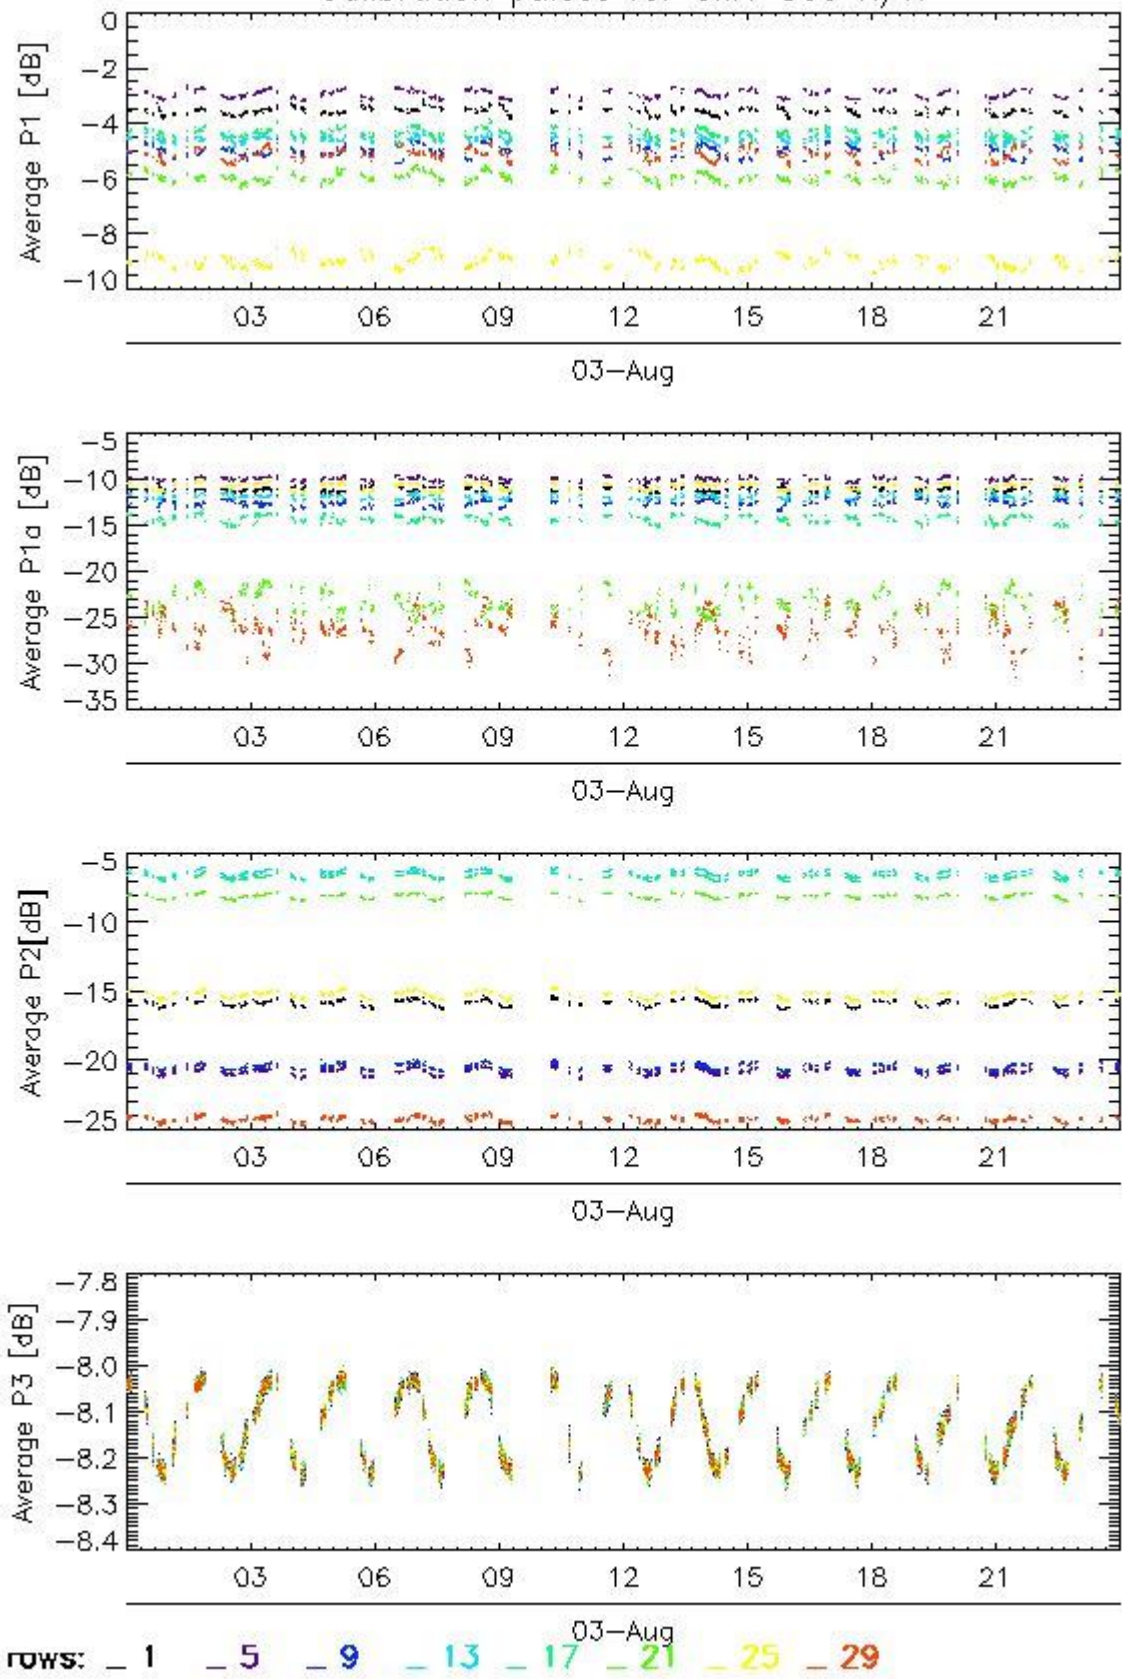 0
-2
-4
-6
-8
-10
Average P1 [dB]
03 06 09 12 15 18 21
03-Aug
-5
-10
-15
-20
-25
-30
-35
Average P1a [dB]
03 06 09 12 15 18 21
03-Aug
-5
-10
-15
-20
-25
Average P2[dB]
03 06 09 12 15 18 21
03-Aug
-7.8
-7.9
-8.0
-8.1
-8.2
-8.3
-8.4
Average P3 [dB]
03 06 09 12 15 18 21
03-Aug
rows: _ 1 _ 5 _ 9 _ 13 _ 17 _ 21 _ 25 _ 29